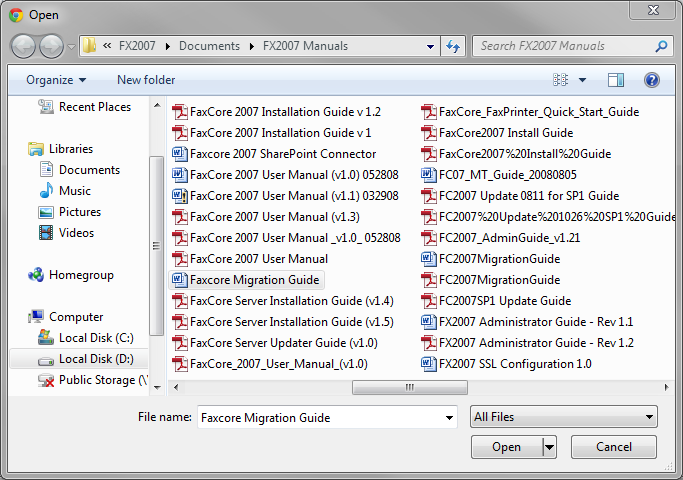 Open
« FX2007 Documents FX2007 Manuals
Search FX2007 Manuals
Organize New folder
Recent Places
Libraries
Documents
Music
Pictures
Videos
Homegroup
Computer
Local Disk (C:)
Local Disk (D:)
Public Storage (\
FaxCore 2007 Installation Guide v 1.2
FaxCore 2007 Installation Guide v 1
Faxcore 2007 SharePoint Connector
FaxCore 2007 User Manual (v1.0) 052808
FaxCore 2007 User Manual (v1.1) 032908
FaxCore 2007 User Manual (v1.3)
FaxCore 2007 User Manual _v1.0_ 052808
FaxCore 2007 User Manual
Faxcore Migration Guide
FaxCore Server Installation Guide (v1.4)
FaxCore Server Installation Guide (v1.5)
FaxCore Server Updater Guide (v1.0)
FaxCore_2007_User_Manual_(v1.0)
FaxCore_FaxPrinter_Quick_Start_Guide
FaxCore2007 Install Guide
FaxCore2007%20Install%20Guide
FC07_MT_Guide_20080805
FC2007 Update 0811 for SP1 Guide
FC2007%20Update%201026%20SP1%20Guide
FC2007_AdminGuide_v1.21
FC2007MigrationGuide
FC2007MigrationGuide
FC2007SP1 Update Guide
FX2007 Administrator Guide - Rev 1.1
FX2007 Administrator Guide - Rev 1.2
FX2007 SSL Configuration 1.0
File name: Faxcore Migration Guide
All Files
Open
Cancel